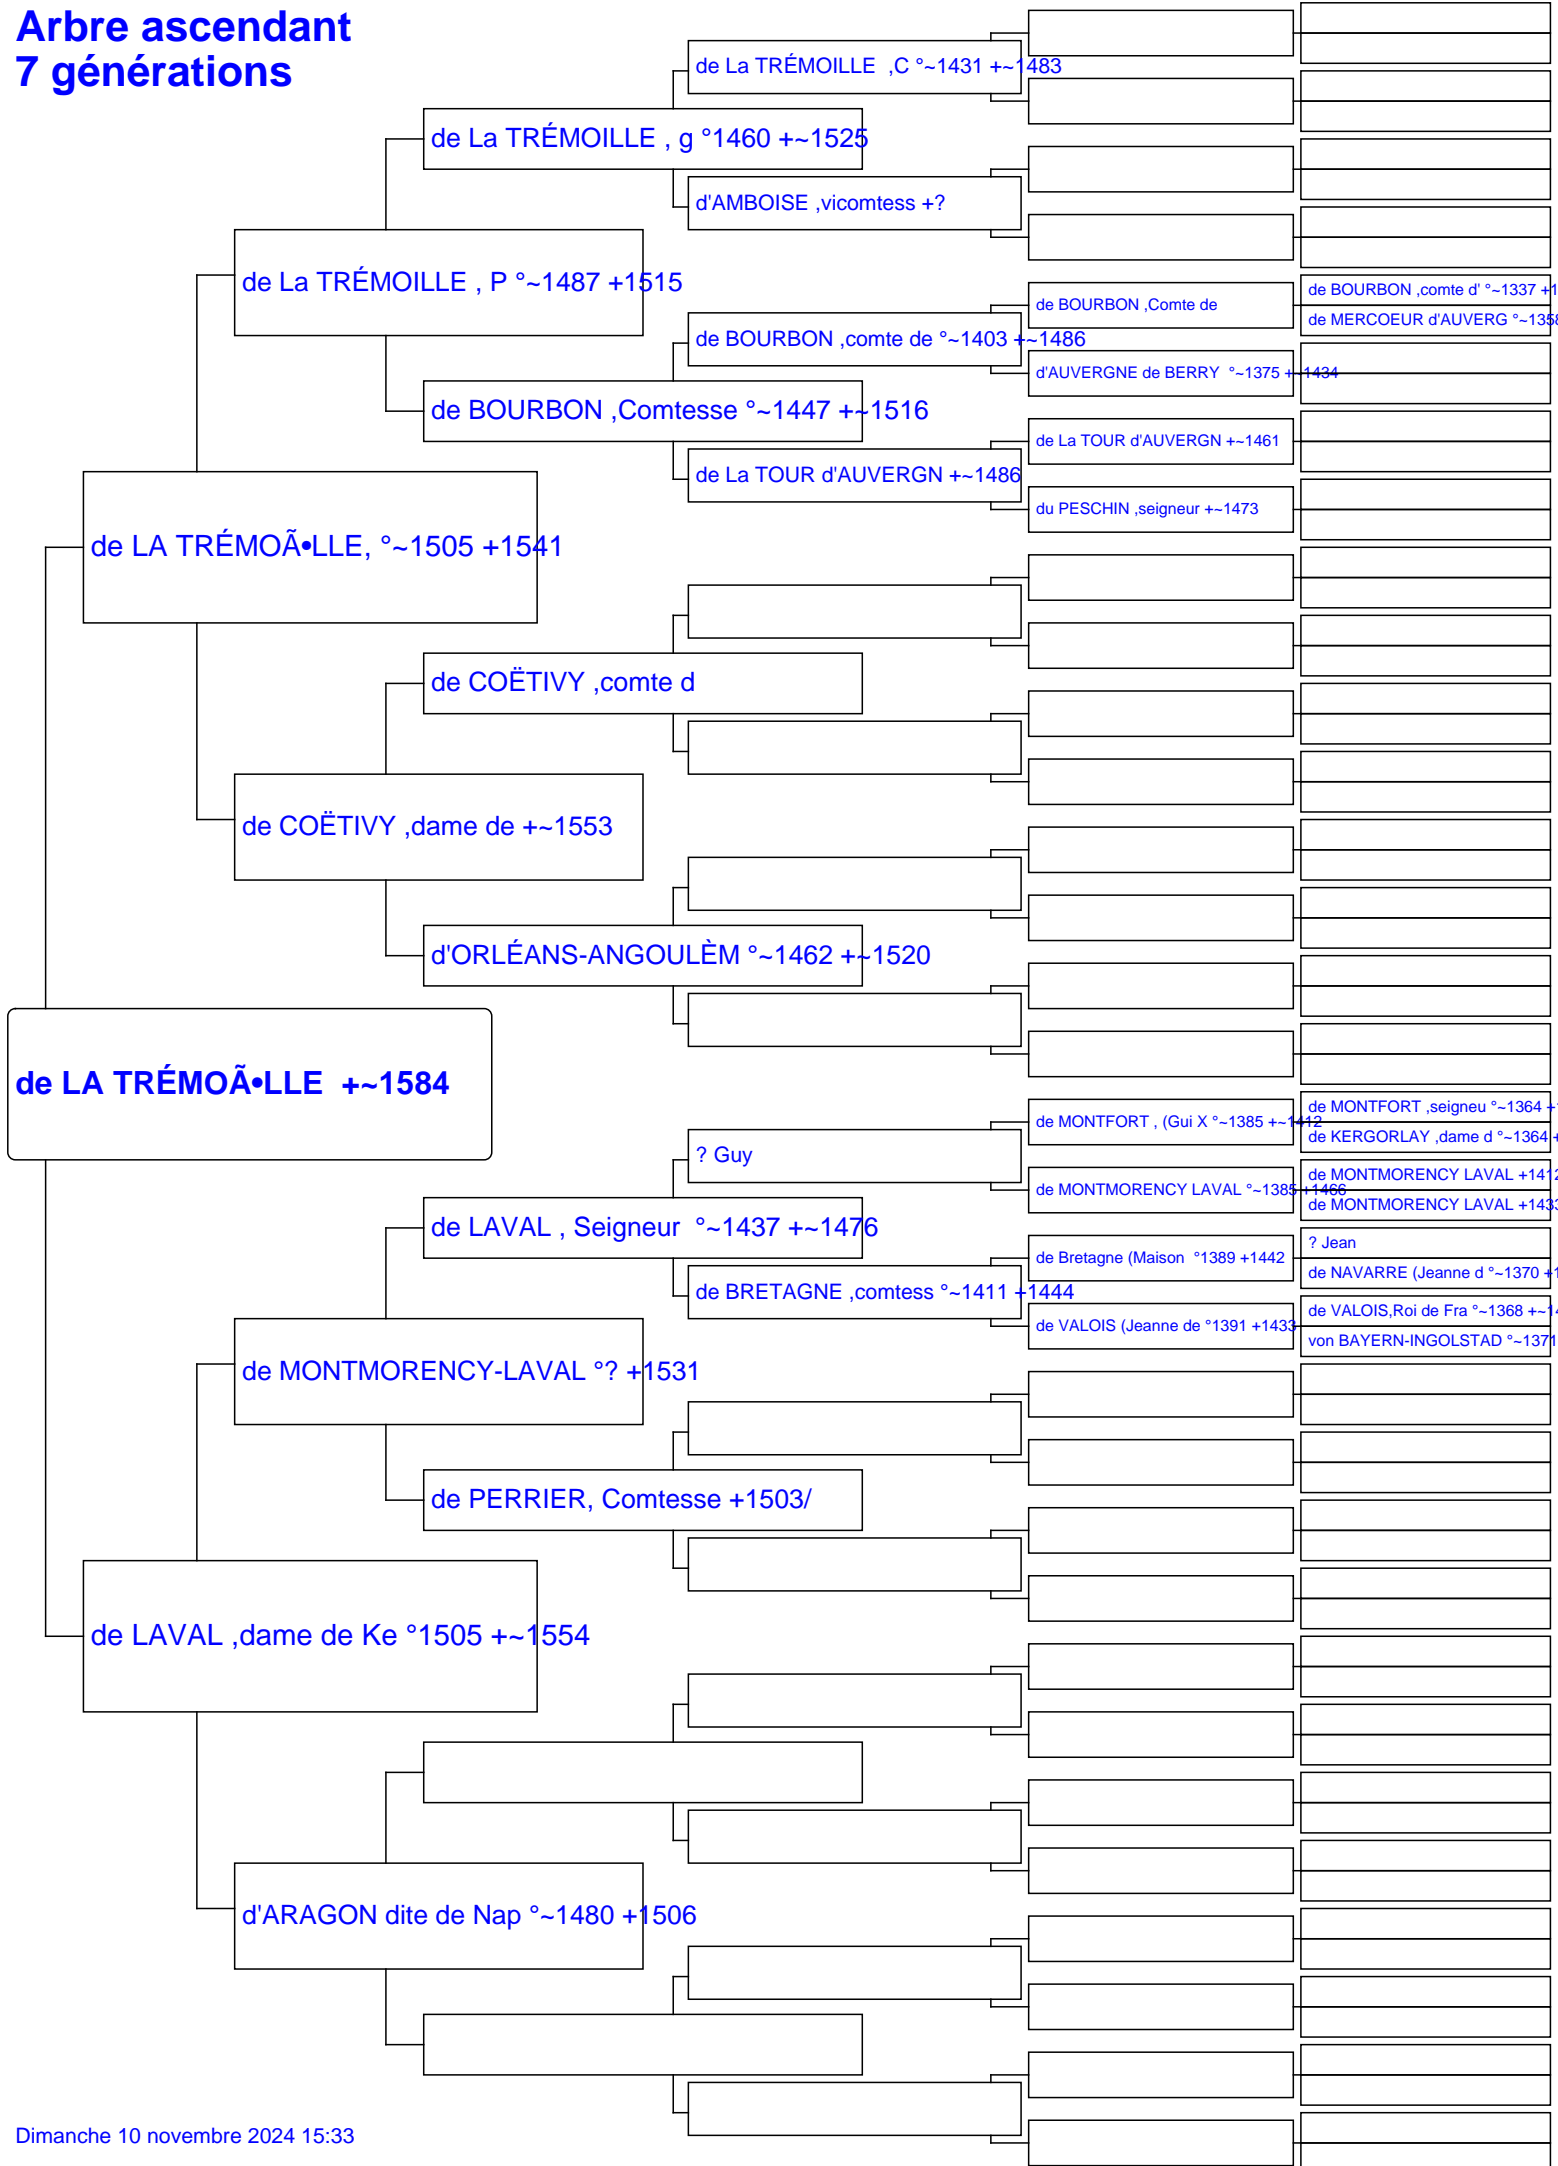 Arbre ascendant
7 générations
de La TRÉMOILLE ,C °~1431 +~1483
de La TRÉMOILLE , g °1460 +~1525
d'AMBOISE ,vicomtess +?
de La TRÉMOILLE , P °~1487 +1515
de BOURBON ,comte d' °~1337 +1
de BOURBON ,Comte de
de MERCOEUR d'AUVERG °~1358
de BOURBON ,comte de °~1403 +~1486
d'AUVERGNE de BERRY °~1375 +~1434
de BOURBON ,Comtesse °~1447 +~1516
de La TOUR d'AUVERGN +~1461
de La TOUR d'AUVERGN +~1486
du PESCHIN ,seigneur +~1473
de LA TRÉMOÃ•LLE, °~1505 +1541
de COËTIVY ,comte d
de COËTIVY ,dame de +~1553
d'ORLÉANS-ANGOULÈM °~1462 +~1520
de LA TRÉMOÃ•LLE +~1584
de MONTFORT ,seigneu °~1364 +
de MONTFORT , (Gui X °~1385 +~1412
de KERGORLAY ,dame d °~1364 +
? Guy
de MONTMORENCY LAVAL +1412
de MONTMORENCY LAVAL °~1385 +1466
de MONTMORENCY LAVAL +1433
de LAVAL , Seigneur °~1437 +~1476
? Jean
de Bretagne (Maison °1389 +1442
de NAVARRE (Jeanne d °~1370 +1
de BRETAGNE ,comtess °~1411 +1444
de VALOIS,Roi de Fra °~1368 +~14
de VALOIS (Jeanne de °1391 +1433
von BAYERN-INGOLSTAD °~1371
de MONTMORENCY-LAVAL °? +1531
de PERRIER, Comtesse +1503/
de LAVAL ,dame de Ke °1505 +~1554
d'ARAGON dite de Nap °~1480 +1506
Dimanche 10 novembre 2024 15:33